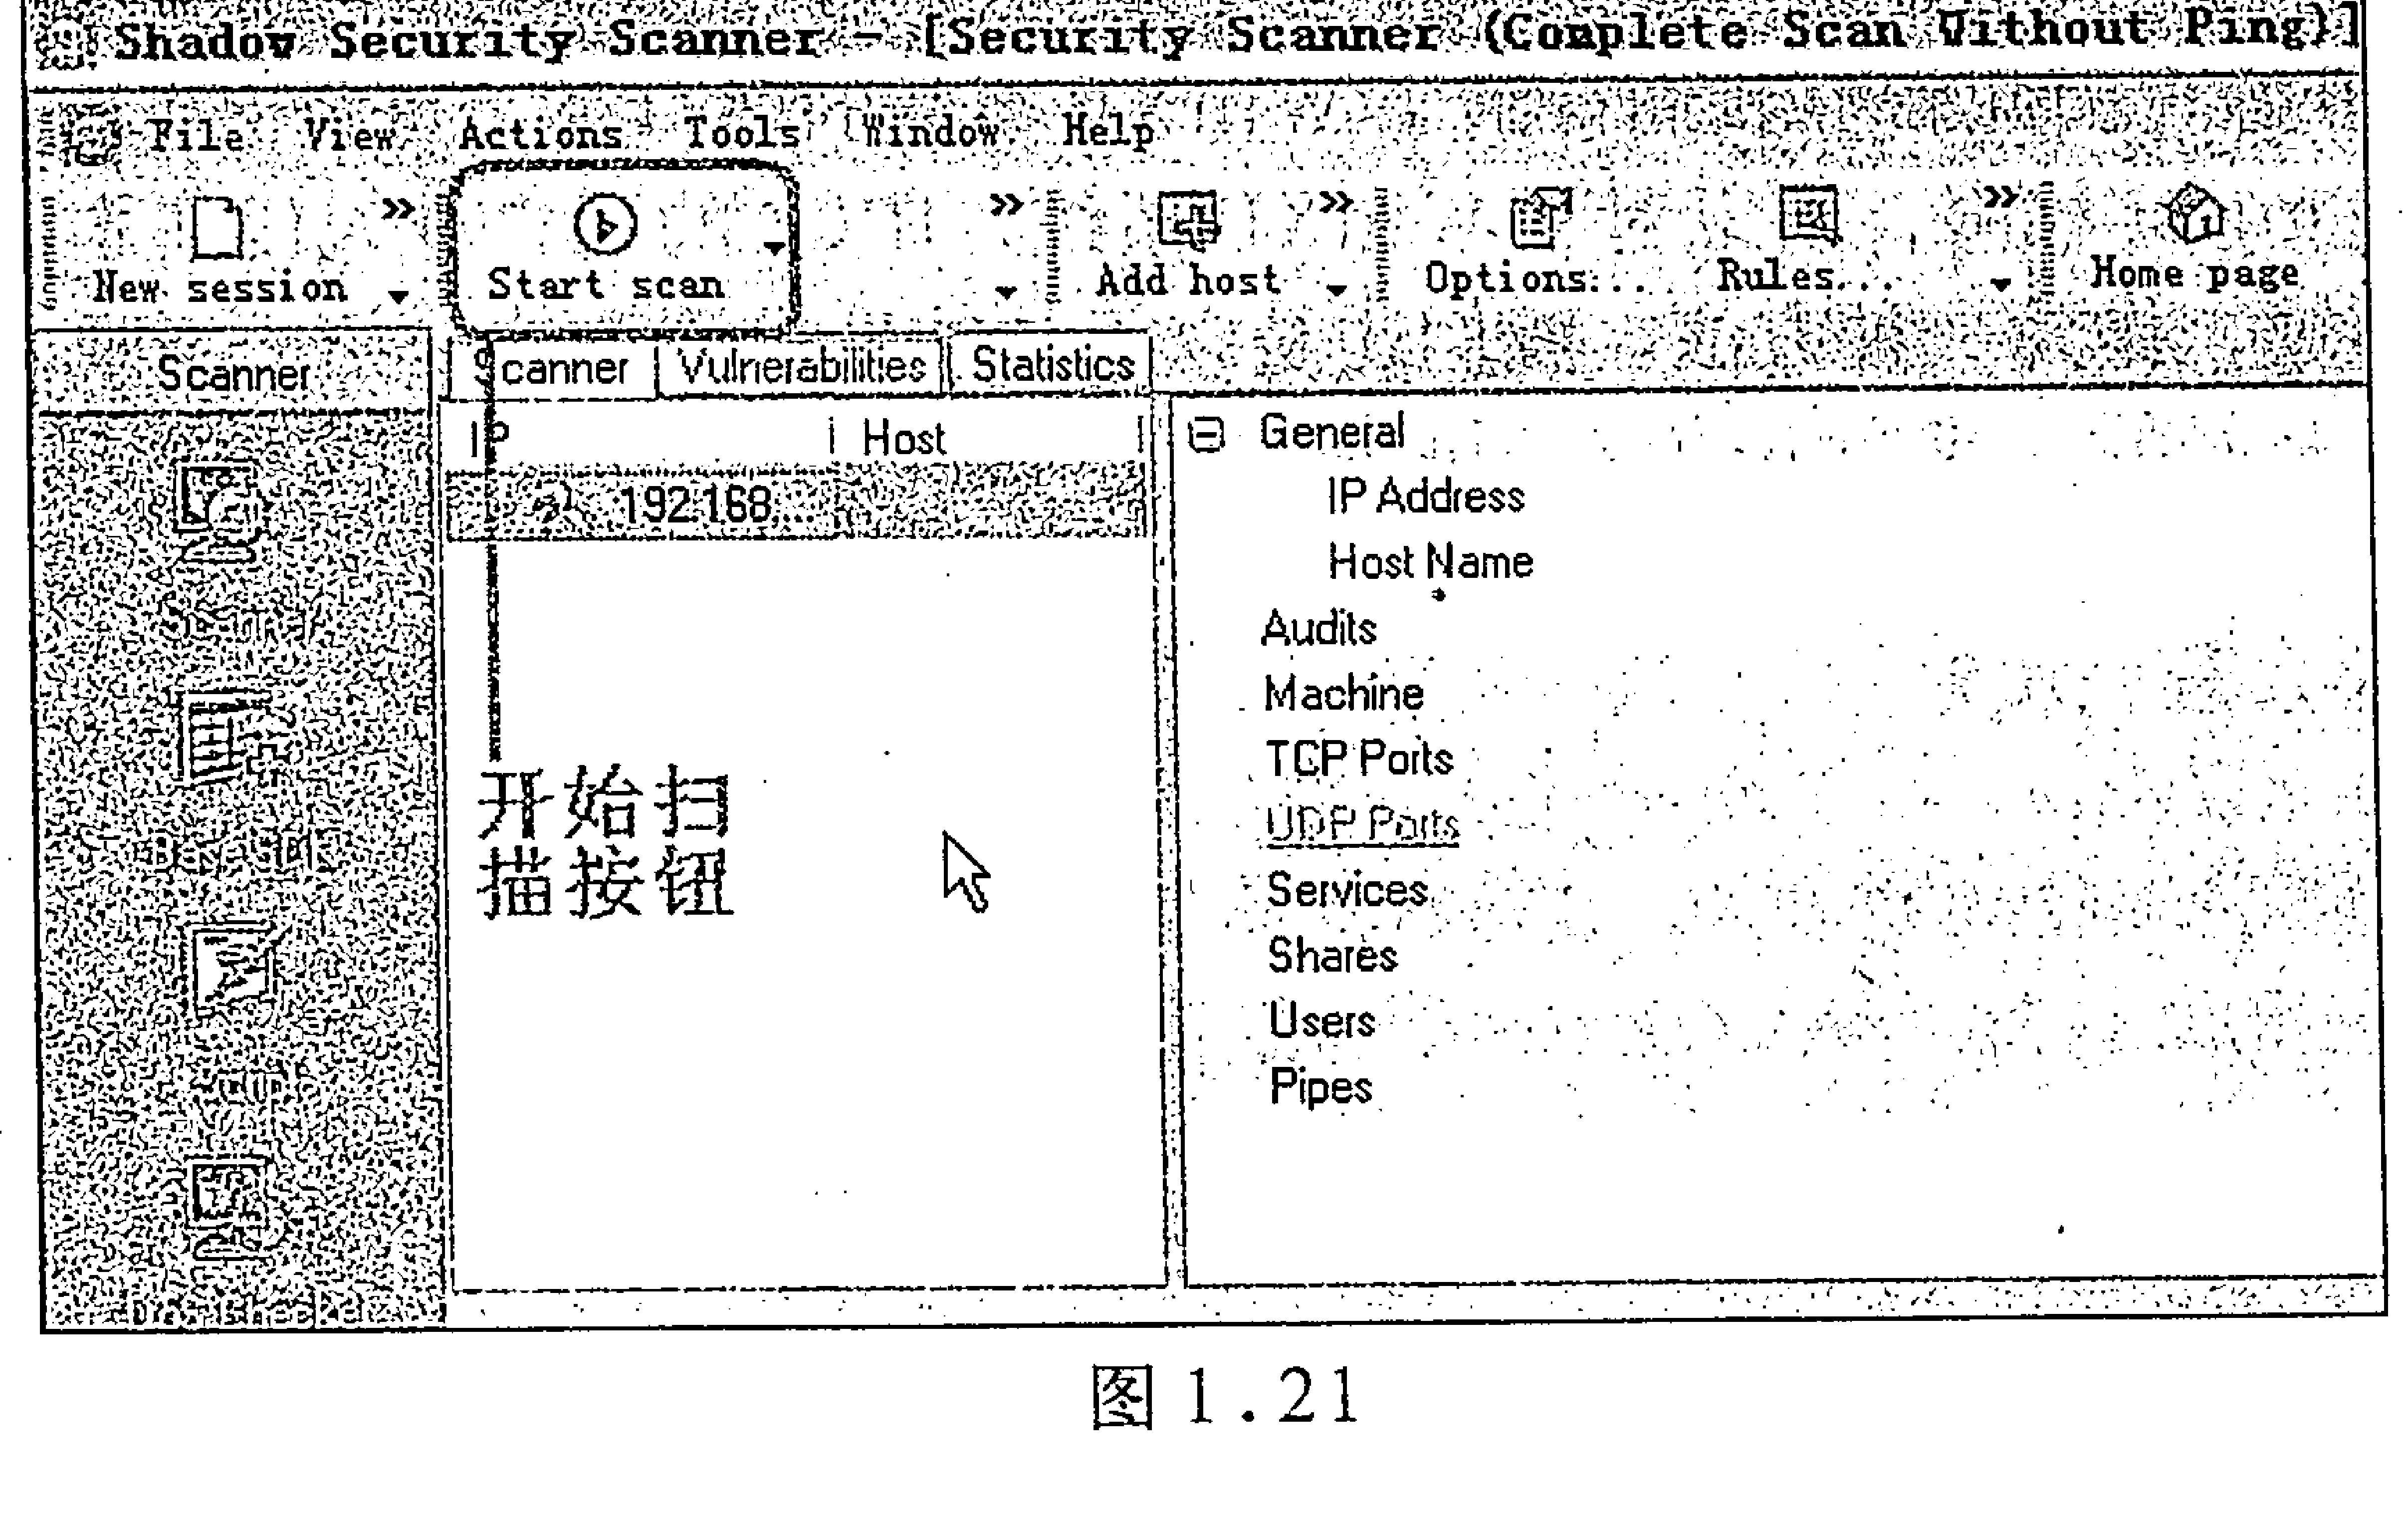 Shadow Security Scanner - [Security Scanner (Complete Scan Without Ping)]
File View Actions Tools Window Help
New session Start scan Add host Options... Rules... Home page
Scanner
Scanner Vulnerabilities Statistics
IP Host
192.168...
General
IP Address
Host Name
Audits
Machine
TCP Ports
UDP Ports
Services
Shares
Users
Pipes
开始扫
描按钮
图 1.21